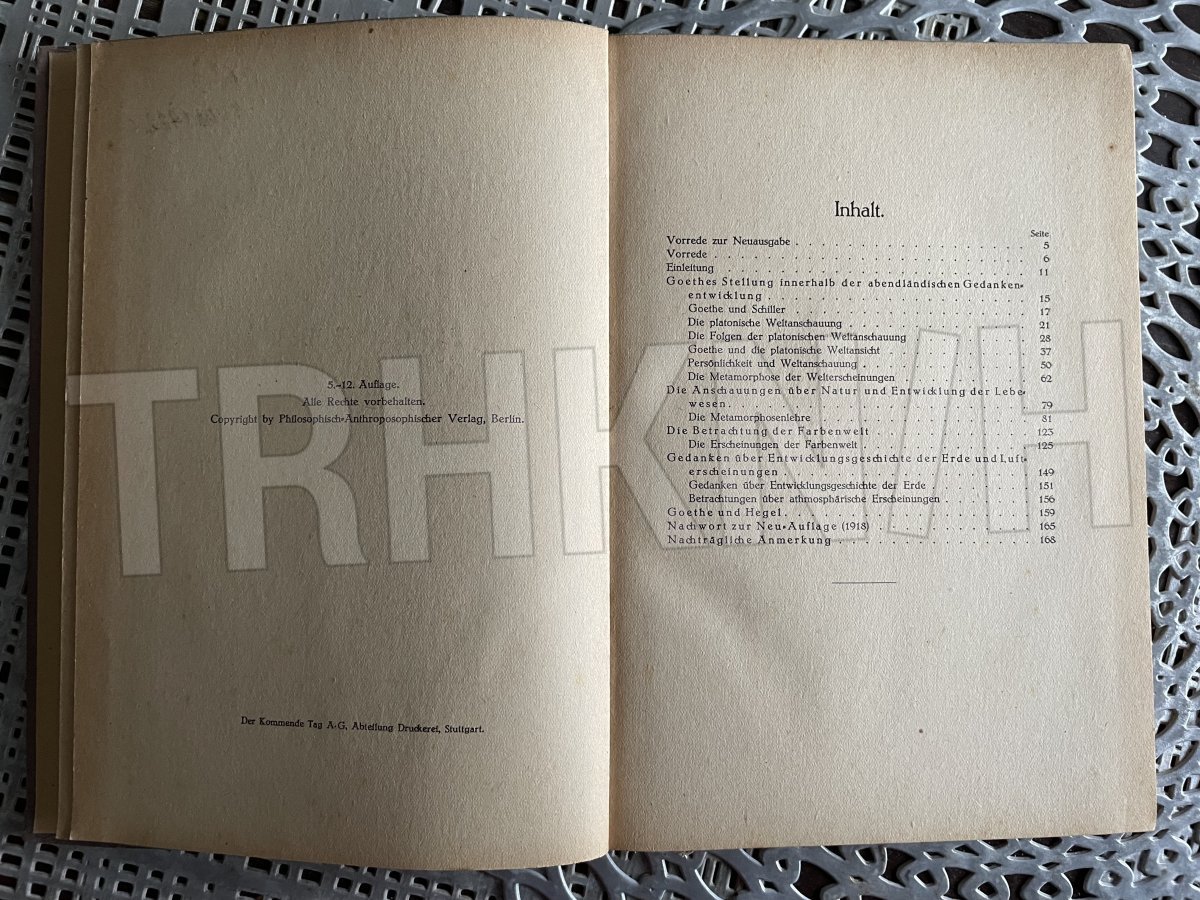 5.-12. Auflage.
Alle Rechte vorbehalten.
Copyright by Philosophisch-Anthroposophischer Verlag, Berlin.
Der Kommende Tag A.-G. Abteilung Druckerei, Stuttgart.
Inhalt.
Seite
Vorrede zur Neuausgabe . . . . . . . . . . . . . . . . . . 5
Vorrede . . . . . . . . . . . . . . . . . . . . . . . . 6
Einleitung . . . . . . . . . . . . . . . . . . . . . . . 11
Goethes Stellung innerhalb der abendländischen Gedanken-
entwicklung . . . . . . . . . . . . . . . . . . . . 15
Goethe und Schiller . . . . . . . . . . . . . . . . . . 17
Die platonische Weltanschauung . . . . . . . . . . . . . . 21
Die Folgen der platonischen Weltanschauung . . . . . . . . . 28
Goethe und die platonische Weltansicht . . . . . . . . . . . 37
Persönlichkeit und Weltanschauung . . . . . . . . . . . . . 50
Die Metamorphose der Welterscheinungen . . . . . . . . . . 62
Die Anschauungen über Natur und Entwicklung der Lebe-
wesen . . . . . . . . . . . . . . . . . . . . . . . 79
Die Metamorphosenlehre . . . . . . . . . . . . . . . . 81
Die Betrachtung der Farbenwelt . . . . . . . . . . . . 123
Die Erscheinungen der Farbenwelt . . . . . . . . . . . . . 125
Gedanken über Entwicklungsgeschichte der Erde und Luft-
erscheinungen . . . . . . . . . . . . . . . . . . . 149
Gedanken über Entwicklungsgeschichte der Erde . . . . . . . 151
Betrachtungen über athmosphärische Erscheinungen . . . . . . 156
Goethe und Hegel . . . . . . . . . . . . . . . . . . . 159
Nachwort zur Neu-Auflage (1918) . . . . . . . . . . . . 165
Nachträgliche Anmerkung . . . . . . . . . . . . . . . 168